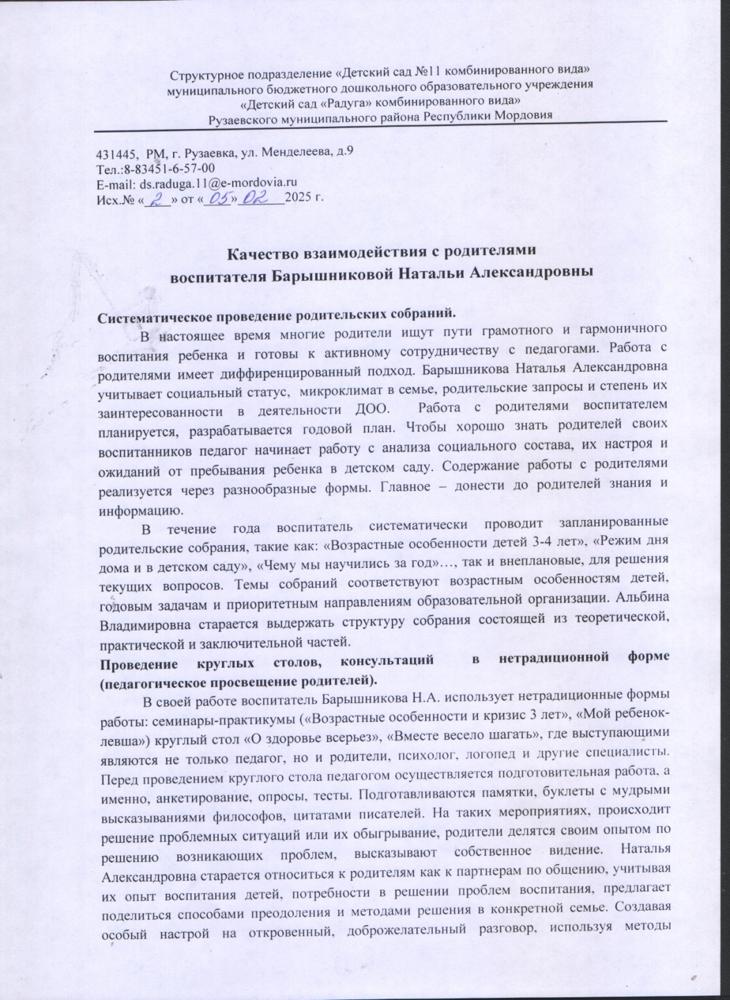 Структурное подразделение «Детский сад №11 комбинированного вида»
муниципального бюджетного дошкольного образовательного учреждения
«Детский сад «Радуга» комбинированного вида»
Рузаевского муниципального района Республики Мордовия
431445,  РМ, г. Рузаевка, ул. Менделеева, д.9
Тел.:8-83451-6-57-00
E-mail: ds.raduga.11@e-mordovia.ru
Исх.№ «2» от «05» 02 2025 г.
Качество взаимодействия с родителями
воспитателя Барышниковой Натальи Александровны
Систематическое проведение родительских собраний.
В настоящее время многие родители ищут пути грамотного и гармоничного
воспитания ребенка и готовы к активному сотрудничеству с педагогами. Работа с
родителями имеет диффиренцированный подход. Барышникова Наталья Александровна
учитывает социальный статус,  микроклимат в семье, родительские запросы и степень их
заинтересованности в деятельности ДОО.  Работа с родителями воспитателем
планируется, разрабатывается годовой план. Чтобы хорошо знать родителей своих
воспитанников педагог начинает работу с анализа социального состава, их настроя и
ожиданий от пребывания ребенка в детском саду. Содержание работы с родителями
реализуется через разнообразные формы. Главное – донести до родителей знания и
информацию.
В течение года воспитатель систематически проводит запланированные
родительские собрания, такие как: «Возрастные особенности детей 3-4 лет», «Режим дня
дома и в детском саду», «Чему мы научились за год»…, так и внеплановые, для решения
текущих вопросов. Темы собраний соответствуют возрастным особенностям детей,
годовым задачам и приоритетным направлениям образовательной организации. Альбина
Владимировна старается выдержать структуру собрания состоящей из теоретической,
практической и заключительной частей.
Проведение круглых столов, консультаций  в нетрадиционной форме
(педагогическое просвещение родителей).
В своей работе воспитатель Барышникова Н.А. использует нетрадиционные формы
работы: семинары-практикумы («Возрастные особенности и кризис 3 лет», «Мой ребенок-
левша») круглый стол «О здоровье всерьез», «Вместе весело шагать», где выступающими
являются не только педагог, но и родители, психолог, логопед и другие специалисты.
Перед проведением круглого стола педагогом осуществляется подготовительная работа, а
именно, анкетирование, опросы, тесты. Подготавливаются памятки, буклеты с мудрыми
высказываниями философов, цитатами писателей. На таких мероприятиях, происходит
решение проблемных ситуаций или их обыгрывание, родители делятся своим опытом по
решению возникающих проблем, высказывают собственное видение. Наталья
Александровна старается относиться к родителям как к партнерам по общению, учитывая
их опыт воспитания детей, потребности в решении проблем воспитания, предлагает
поделиться способами преодоления и методами решения в конкретной семье. Создавая
особый настрой на откровенный, доброжелательный разговор, используя методы